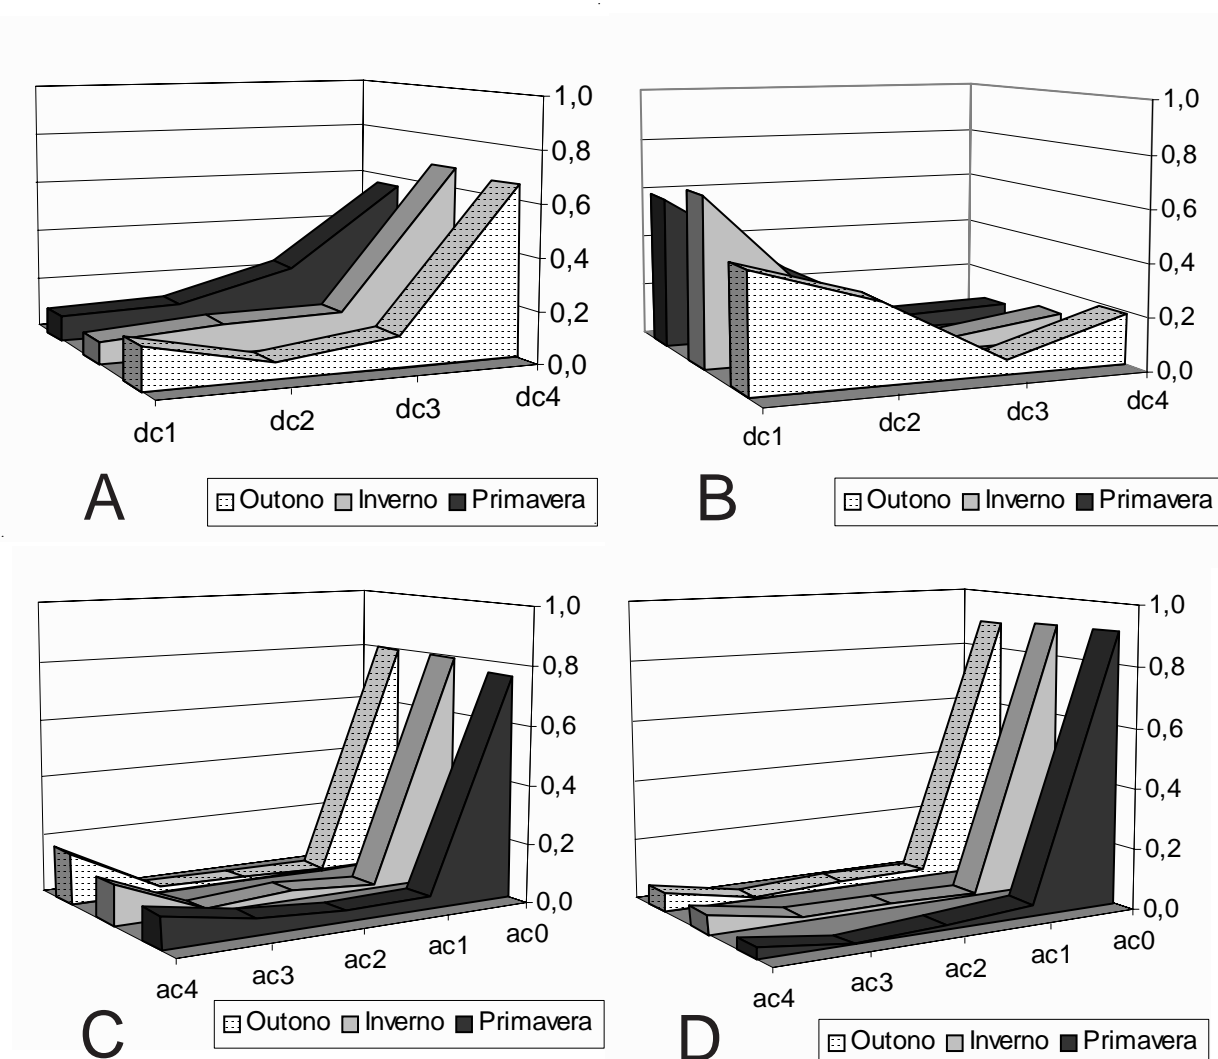 1,0
0,8
0,6
0,4
0,2
0,0
dc1 dc2 dc3 dc4
A
Outono Inverno Primavera
1,0
0,8
0,6
0,4
0,2
0,0
dc1 dc2 dc3 dc4
B
Outono Inverno Primavera
1,0
0,8
0,6
0,4
0,2
0,0
ac4 ac3 ac2 ac1 ac0
C
Outono Inverno Primavera
1,0
0,8
0,6
0,4
0,2
0,0
ac4 ac3 ac2 ac1 ac0
D
Outono Inverno Primavera